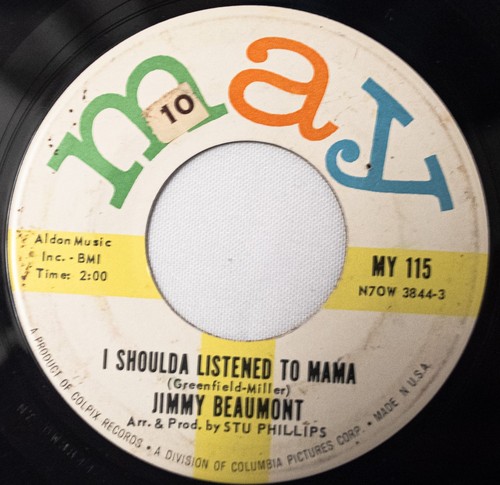 may
10
Aldon Music
Inc. - BMI
Time: 2:00
MY 115
N7OW 3844-3
I SHOULDA LISTENED TO MAMA
(Greenfield-Miller)
JIMMY BEAUMONT
Arr. & Prod. by STU PHILLIPS
A PRODUCT OF COLPIX RECORDS • A DIVISION OF COLUMBIA PICTURES CORP. • MADE IN U.S.A.